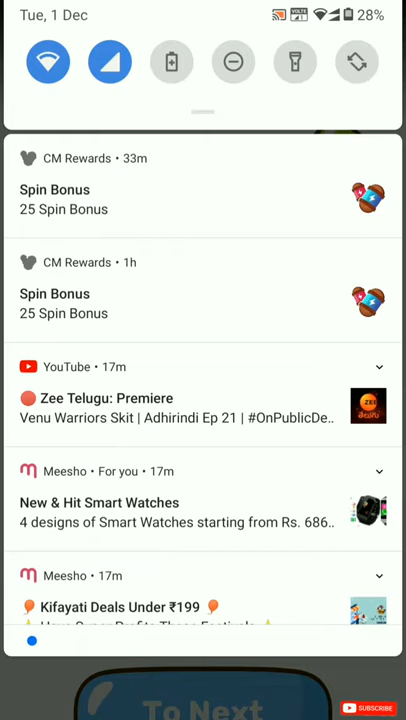 Tue, 1 Dec
VOLTE
28%
CM Rewards • 33m
Spin Bonus
25 Spin Bonus
CM Rewards • 1h
Spin Bonus
25 Spin Bonus
YouTube • 17m
🔴 Zee Telugu: Premiere
Venu Warriors Skit | Adhirindi Ep 21 | #OnPublicDe..
ZEE
తెలుగు
Meesho • For you • 17m
New & Hit Smart Watches
4 designs of Smart Watches starting from Rs. 686..
Meesho • 17m
🎈 Kifayati Deals Under ₹199 🎈
To Next
SUBSCRIBE